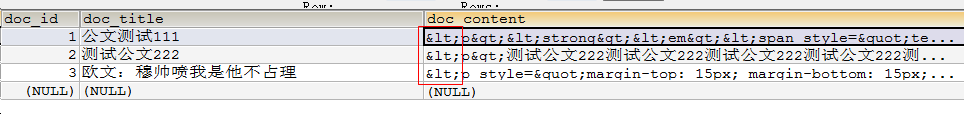 Row: Rows:
doc_id doc_title doc_content
1 公文测试111 &lt;p&gt;&lt;strong&gt;&lt;em&gt;&lt;span style=&quot;te...
2 测试公文222 &lt;p&gt;测试公文222测试公文222测试公文222测试公文222测...
3 欧文：穆帅喷我是他不占理 &lt;p style=&quot;margin-top: 15px; margin-bottom: 15px;...
(NULL) (NULL) (NULL)